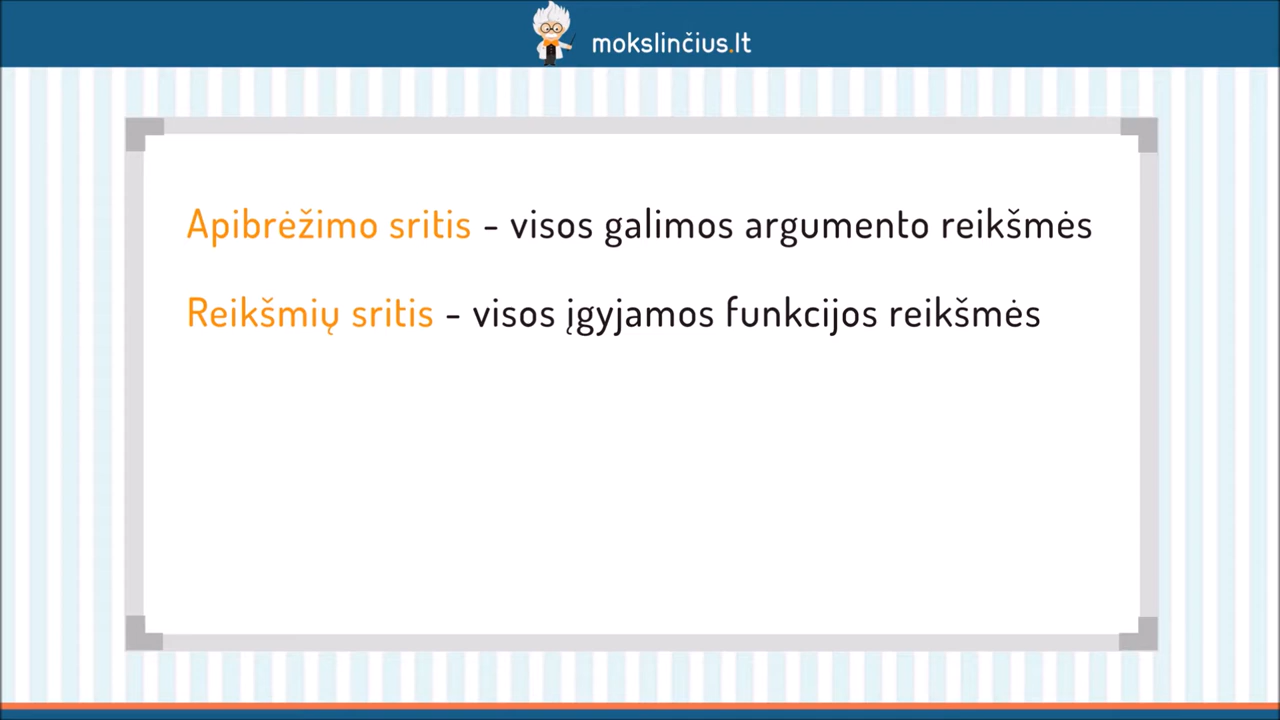 mokslinčius.lt
Apibrėžimo sritis - visos galimos argumento reikšmės
Reikšmių sritis - visos įgyjamos funkcijos reikšmės